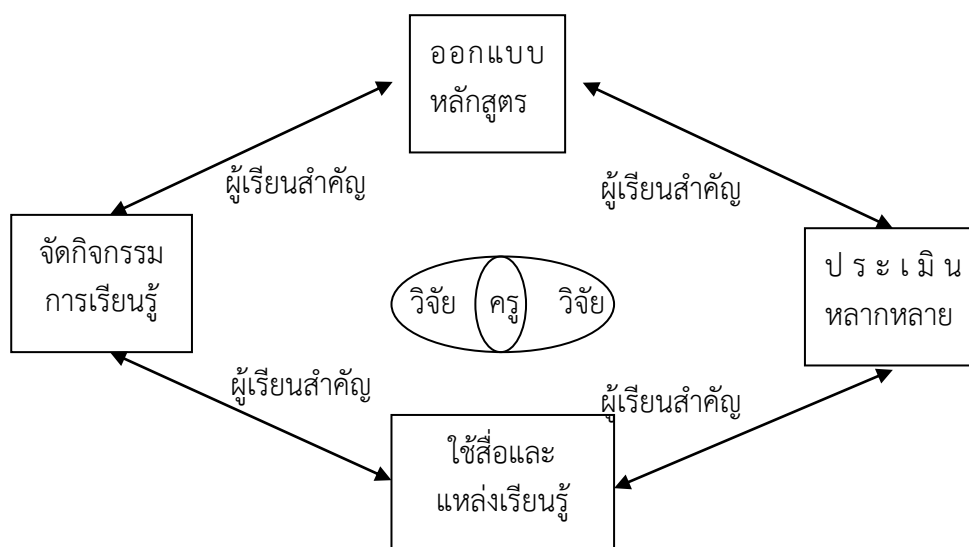 ออกแบบ
หลักสูตร
ผู้เรียนสำคัญ
ผู้เรียนสำคัญ
จัดกิจกรรม
การเรียนรู้
วิจัย ครู วิจัย
ประเมิน
หลากหลาย
ผู้เรียนสำคัญ
ผู้เรียนสำคัญ
ใช้สื่อและ
แหล่งเรียนรู้